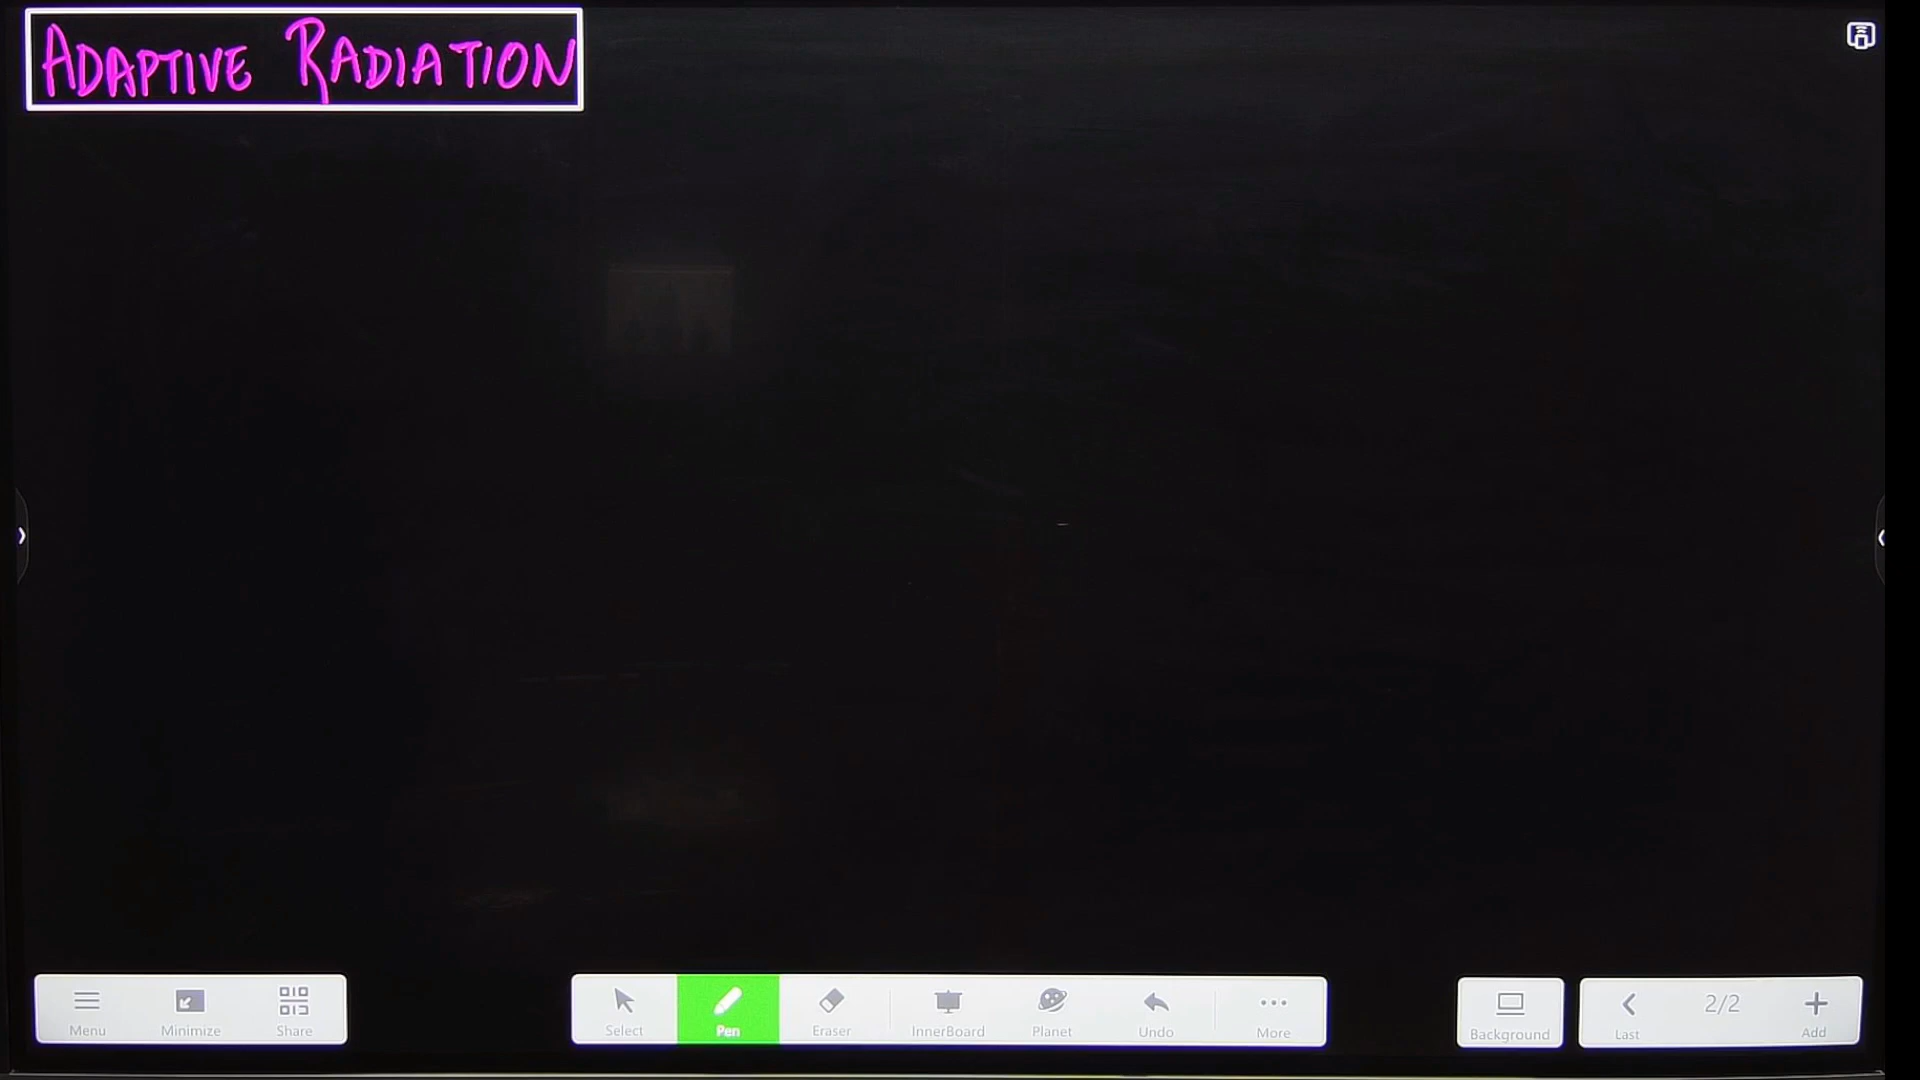 ADAPTIVE RADIATION
Menu
Minimize
Share
Select
Pen
Eraser
InnerBoard
Planet
Undo
More
Background
Last
2/2
Add